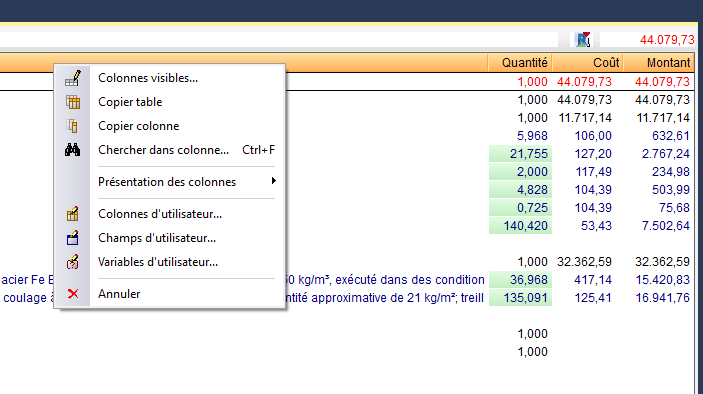 44.079,73
Quantité Coût Montant
Colonnes visibles...
Copier table
Copier colonne
Chercher dans colonne... Ctrl+F
Présentation des colonnes
Colonnes d'utilisateur...
Champs d'utilisateur...
Variables d'utilisateur...
Annuler
1,000 44.079,73 44.079,73
1,000 44.079,73 44.079,73
1,000 11.717,14 11.717,14
5,968 106,00 632,61
21,755 127,20 2.767,24
2,000 117,49 234,98
4,828 104,39 503,99
0,725 104,39 75,68
140,420 53,43 7.502,64
1,000 32.362,59 32.362,59
acier Fe 0 kg/m³, exécuté dans des condition 36,968 417,14 15.420,83
coulage ntité approximative de 21 kg/m²; treill 135,091 125,41 16.941,76
1,000
1,000